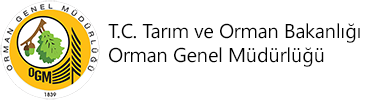 ORMAN GENEL MÜDÜRLÜĞÜ
OGM
1839
T.C. Tarım ve Orman Bakanlığı
Orman Genel Müdürlüğü